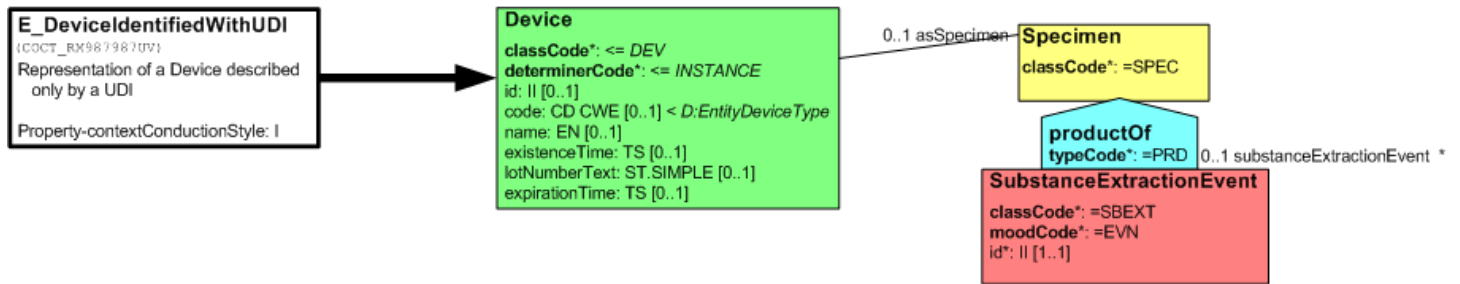 E_DeviceIdentifiedWithUDI
(COCT_RX987987UV)
Representation of a Device described
only by a UDI
Property-contextConductionStyle: I
Device
classCode*: <= DEV
determinerCode*: <= INSTANCE
id: II [0..1]
code: CD CWE [0..1] < D:EntityDeviceType
name: EN [0..1]
existenceTime: TS [0..1]
lotNumberText: ST.SIMPLE [0..1]
expirationTime: TS [0..1]
0..1 asSpecimen
Specimen
classCode*: =SPEC
productOf
typeCode*: =PRD
0..1 substanceExtractionEvent *
SubstanceExtractionEvent
classCode*: =SBEXT
moodCode*: =EVN
id*: II [1..1]